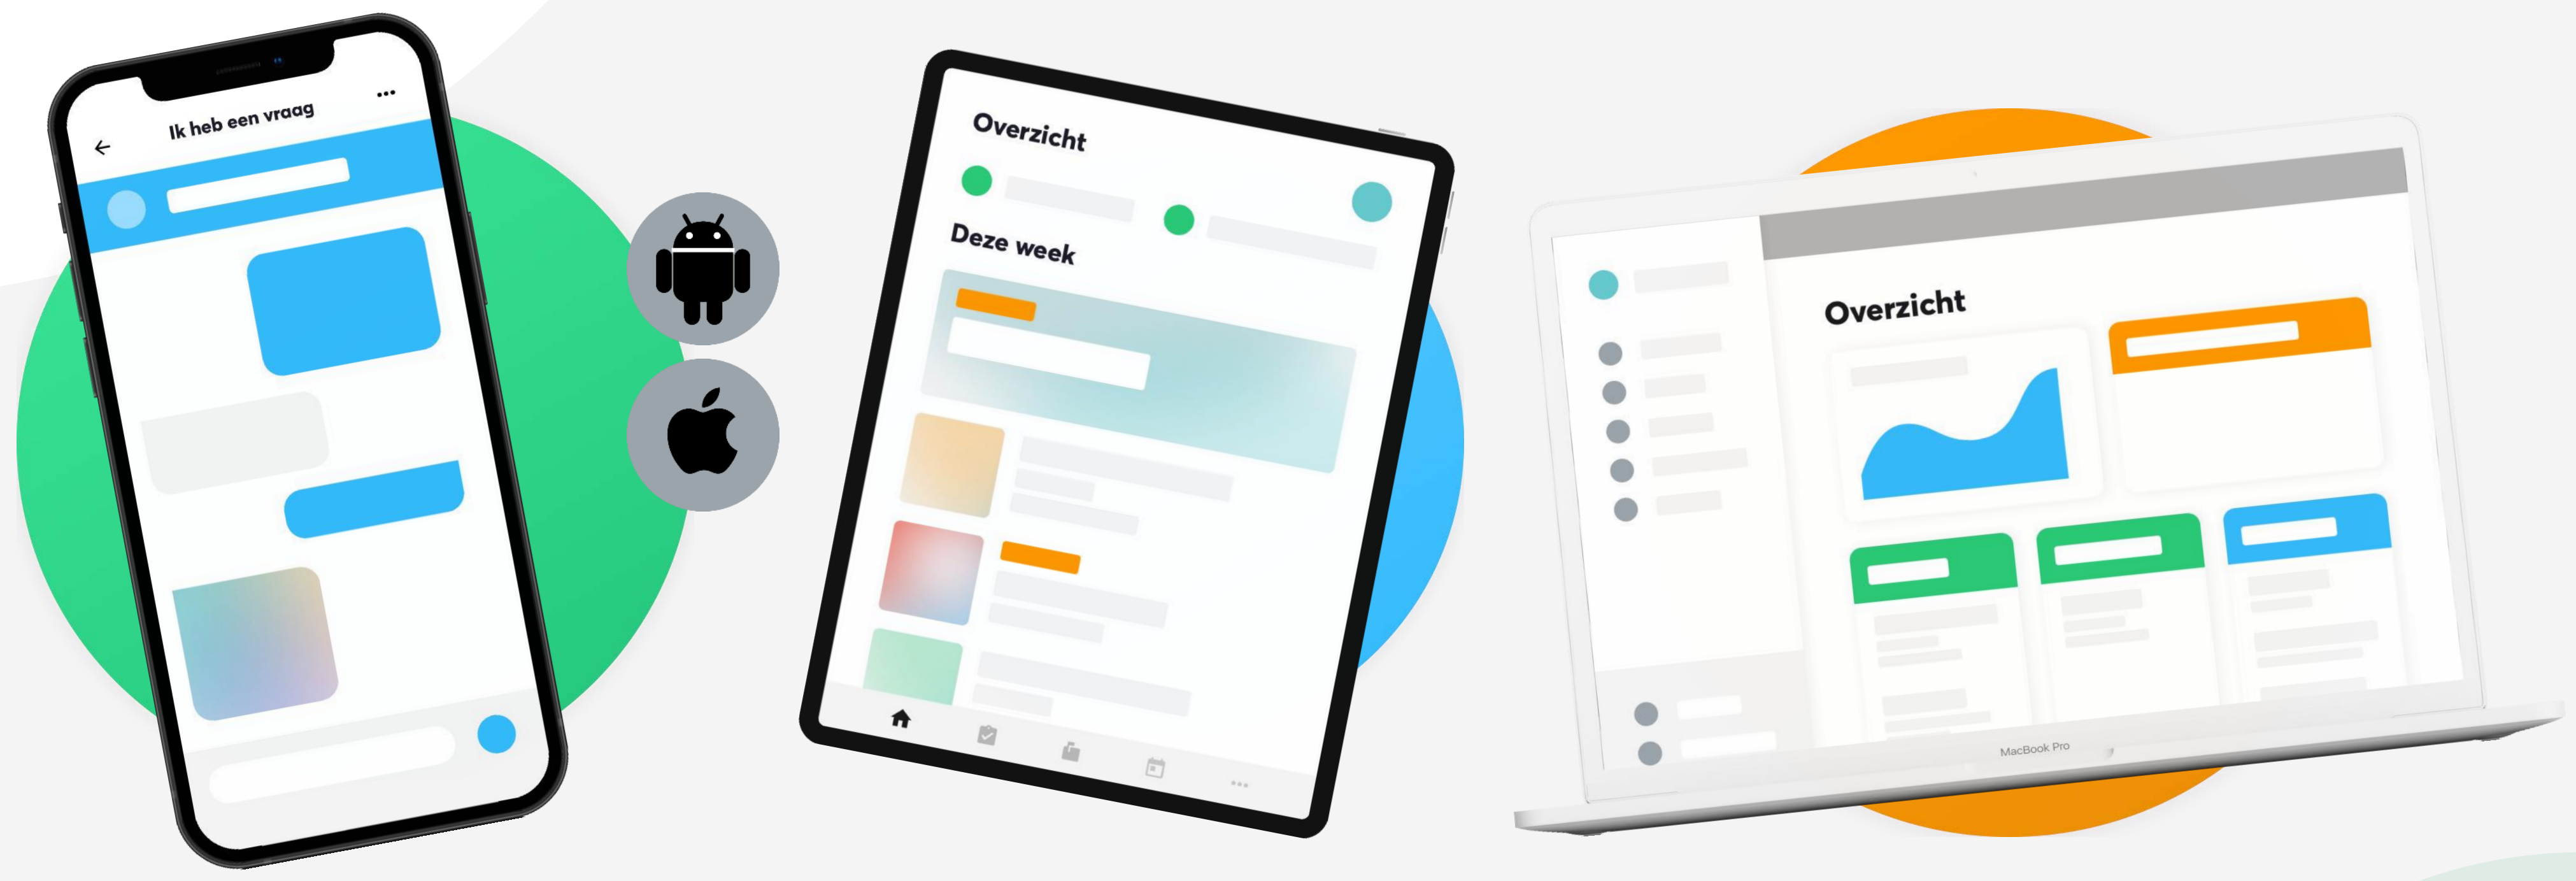 Ik heb een vraag
Overzicht
Deze week
Overzicht
MacBook Pro